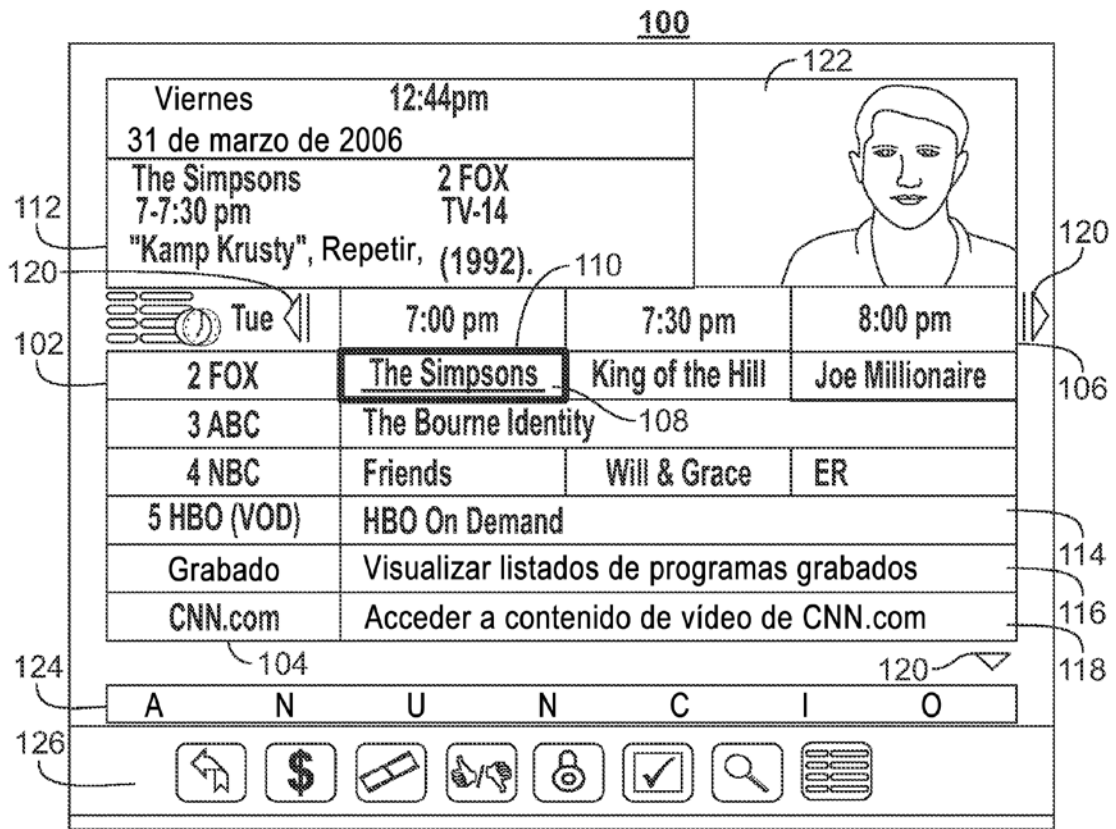 100
122
Viernes 12:44pm
31 de marzo de 2006
The Simpsons 2 FOX
7-7:30 pm TV-14
"Kamp Krusty", Repetir, (1992).
112
120
110
120
Tue 7:00 pm 7:30 pm 8:00 pm
102
106
2 FOX The Simpsons King of the Hill Joe Millionaire
108
3 ABC The Bourne Identity
4 NBC Friends Will & Grace ER
5 HBO (VOD) HBO On Demand
114
Grabado Visualizar listados de programas grabados
116
CNN.com Acceder a contenido de vídeo de CNN.com
118
104
120
124
A N U N C I O
126
$